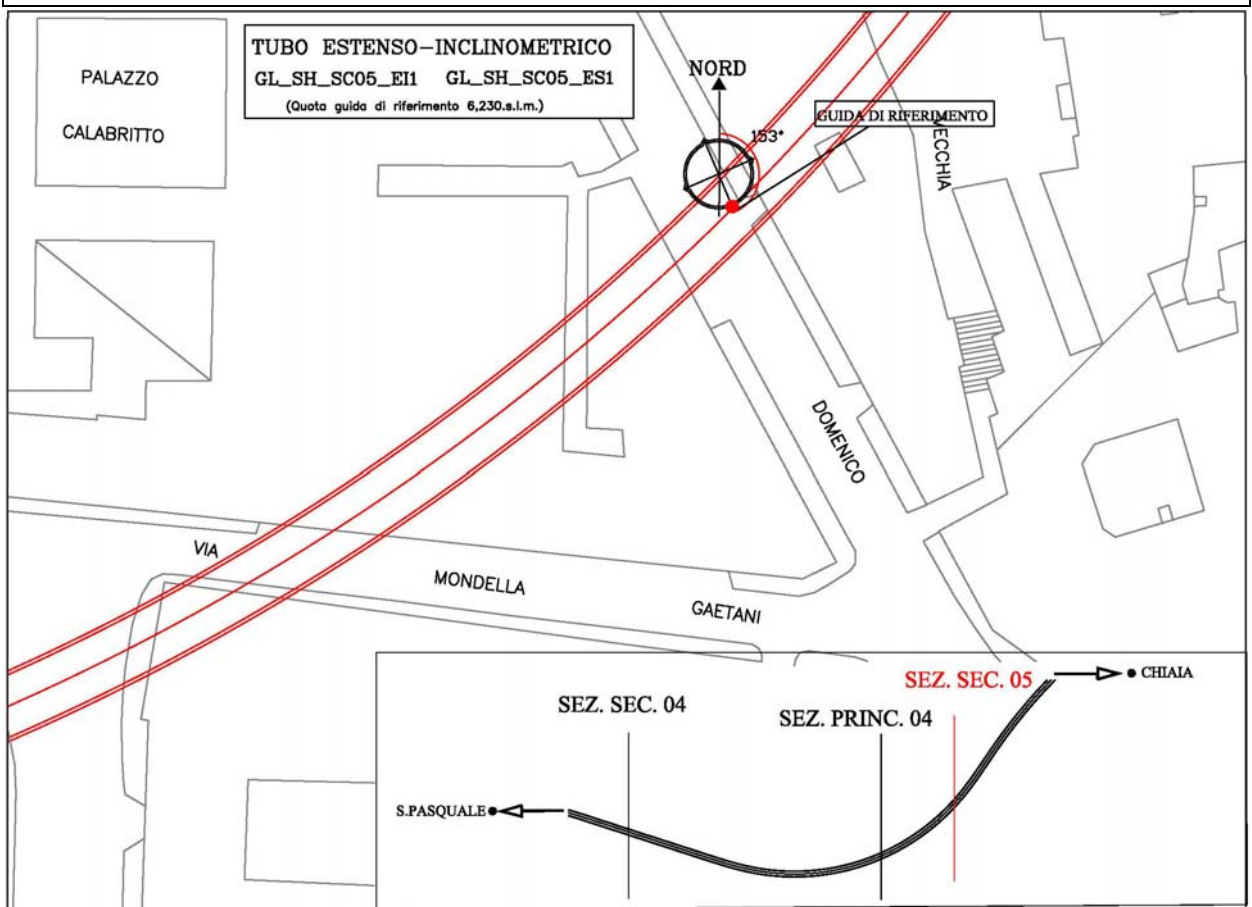 TUBO ESTENSO-INCLINOMETRICO
GL_SH_SC05_EI1 GL_SH_SC05_ES1
(Quota guida di riferimento 6,230.s.l.m.)
PALAZZO
CALABRITTO
NORD
153°
GUIDA DI RIFERIMENTO
VECCHIA
DOMENICO
VIA
MONDELLA
GAETANI
SEZ. SEC. 04
SEZ. PRINC. 04
SEZ. SEC. 05
CHIAIA
S.PASQUALE